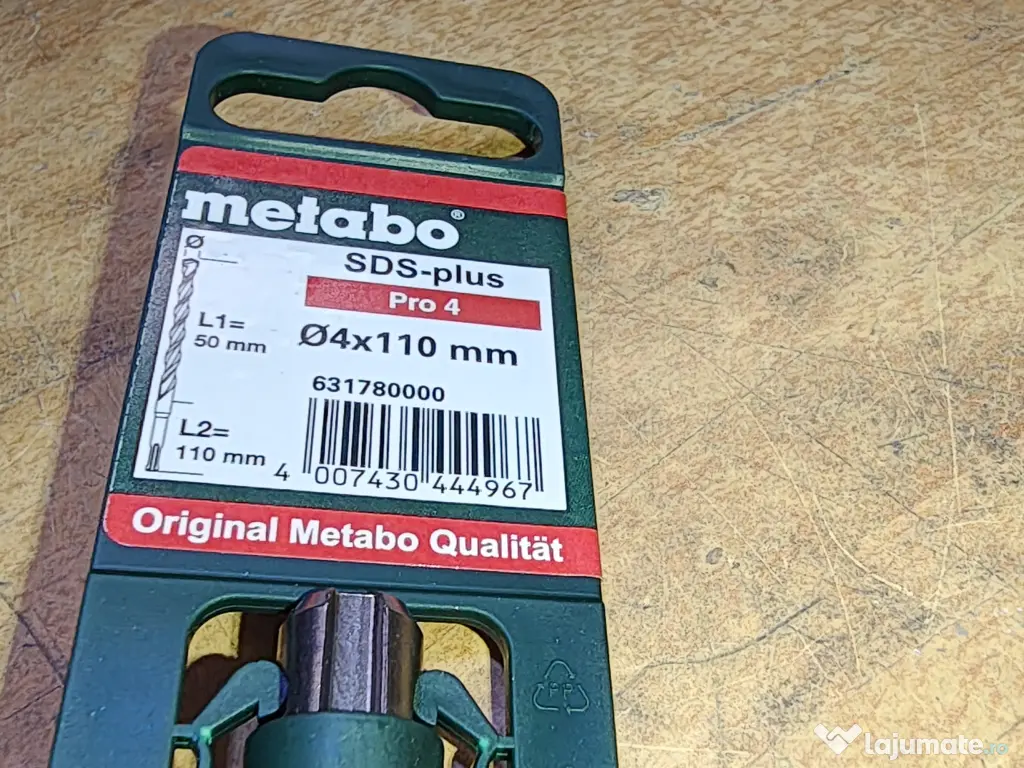 metabo®
Ø
SDS-plus
Pro 4
L1=
50 mm
Ø4x110 mm
631780000
L2=
110 mm
4 007430 444967
Original Metabo Qualität
PP
Lajumate.ro